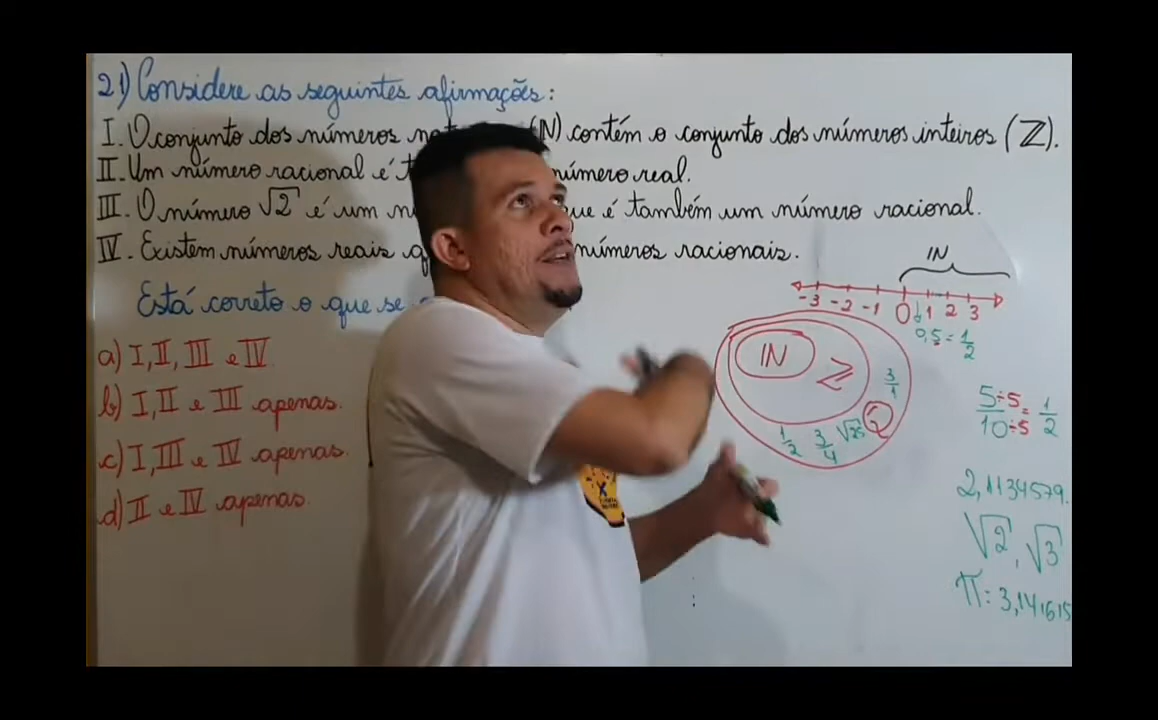 21) Considere as seguintes afirmações:
I. O conjunto dos números (N) contém o conjunto dos números inteiros (ℤ).
II. Um número racional é número real.
III. O número √2 é um que é também um número racional.
IV. Existem números reais números racionais.
Está correto o que se
a) I, II, III e IV
b) I, II e III apenas.
c) I, III e IV apenas.
d) II e IV apenas.
IN
-3 -2 -1 0 1 2 3
0,5 = 1/2
IN ℤ
3/1
1/2 3/4 √25
5÷5/10÷5 = 1/2
2,1134579.
√2, √3
π: 3,141615